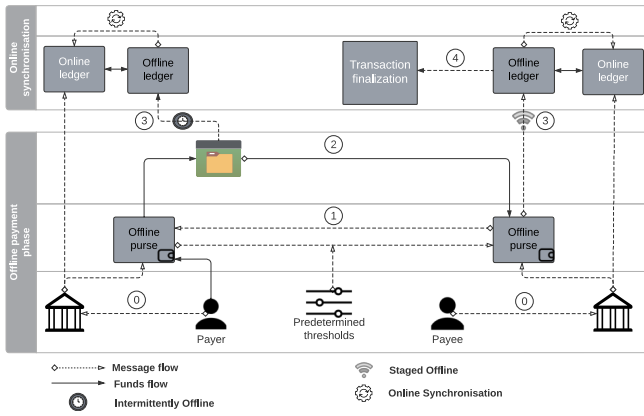 Online
synchronisation
Online
ledger
Offline
ledger
Transaction
finalization
4
Offline
ledger
Online
ledger
3
3
2
Offline payment
phase
1
Offline
purse
Offline
purse
0
0
Payer
Predetermined
thresholds
Payee
Message flow
Funds flow
Intermittently Offline
Staged Offline
Online Synchronisation